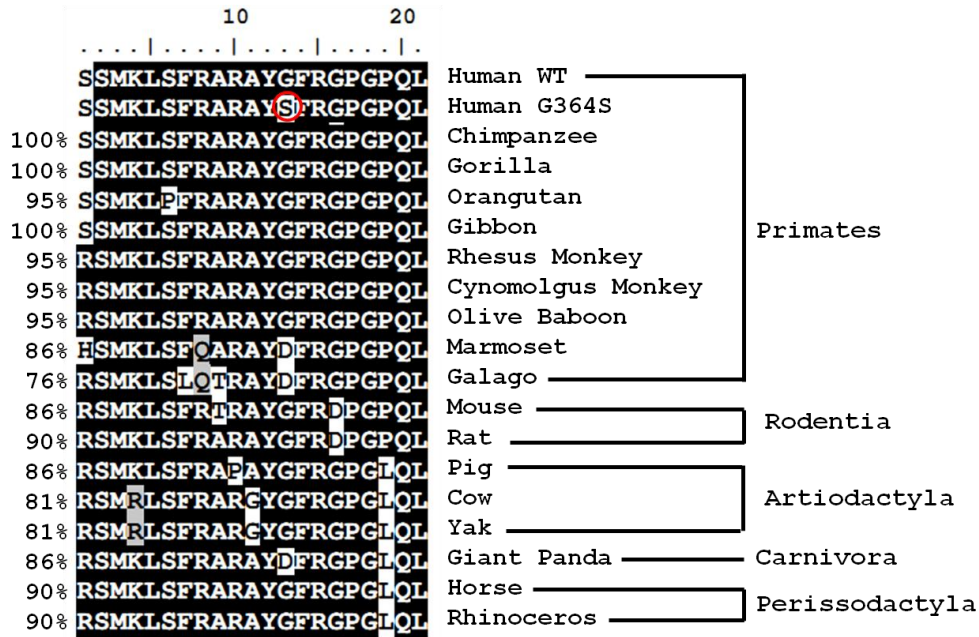 10 20
....|....|....|....|.
SSMKLSFRARAYGFRGPGPQL Human WT
SSMKLSFRARAYSFRGPGPQL Human G364S
100% SSMKLSFRARAYGFRGPGPQL Chimpanzee
100% SSMKLSFRARAYGFRGPGPQL Gorilla
95% SSMKLPFRARAYGFRGPGPQL Orangutan
100% SSMKLSFRARAYGFRGPGPQL Gibbon
Primates
95% RSMKLSFRARAYGFRGPGPQL Rhesus Monkey
95% RSMKLSFRARAYGFRGPGPQL Cynomolgus Monkey
95% RSMKLSFRARAYGFRGPGPQL Olive Baboon
86% HSMKLSFQARAYDFRGPGPQL Marmoset
76% RSMKLSLQTRAYDFRGPGPQL Galago
86% RSMKLSFRTRAYGFRDPGPQL Mouse
Rodentia
90% RSMKLSFRARAYGFRDPGPQL Rat
86% RSMKLSFRAPAYGFRGPGLQL Pig
81% RSMRLSFRARGYGFRGPGLQL Cow
Artiodactyla
81% RSMRLSFRARGYGFRGPGLQL Yak
86% RSMKLSFRARAYDFRGPGLQL Giant Panda Carnivora
90% RSMKLSFRARAYGFRGPGLQL Horse
Perissodactyla
90% RSMKLSFRARAYGFRGPGLQL Rhinoceros